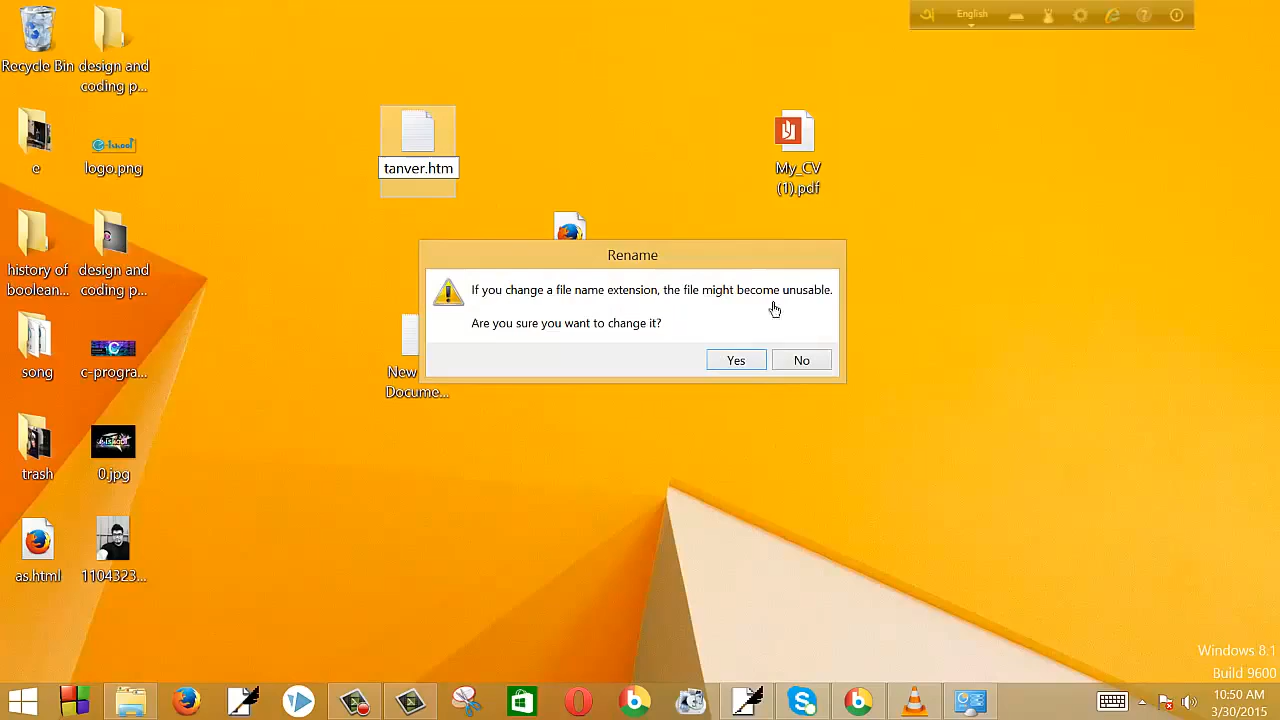 English
Recycle Bin
design and
coding p...
e
logo.png
tanver.htm
My_CV
(1).pdf
history of
boolean...
design and
coding p...
Rename
If you change a file name extension, the file might become unusable.
Are you sure you want to change it?
Yes
No
song
c-progra...
New
Docume...
trash
0.jpg
as.html
1104323...
Windows 8.1
Build 9600
10:50 AM
3/30/2015